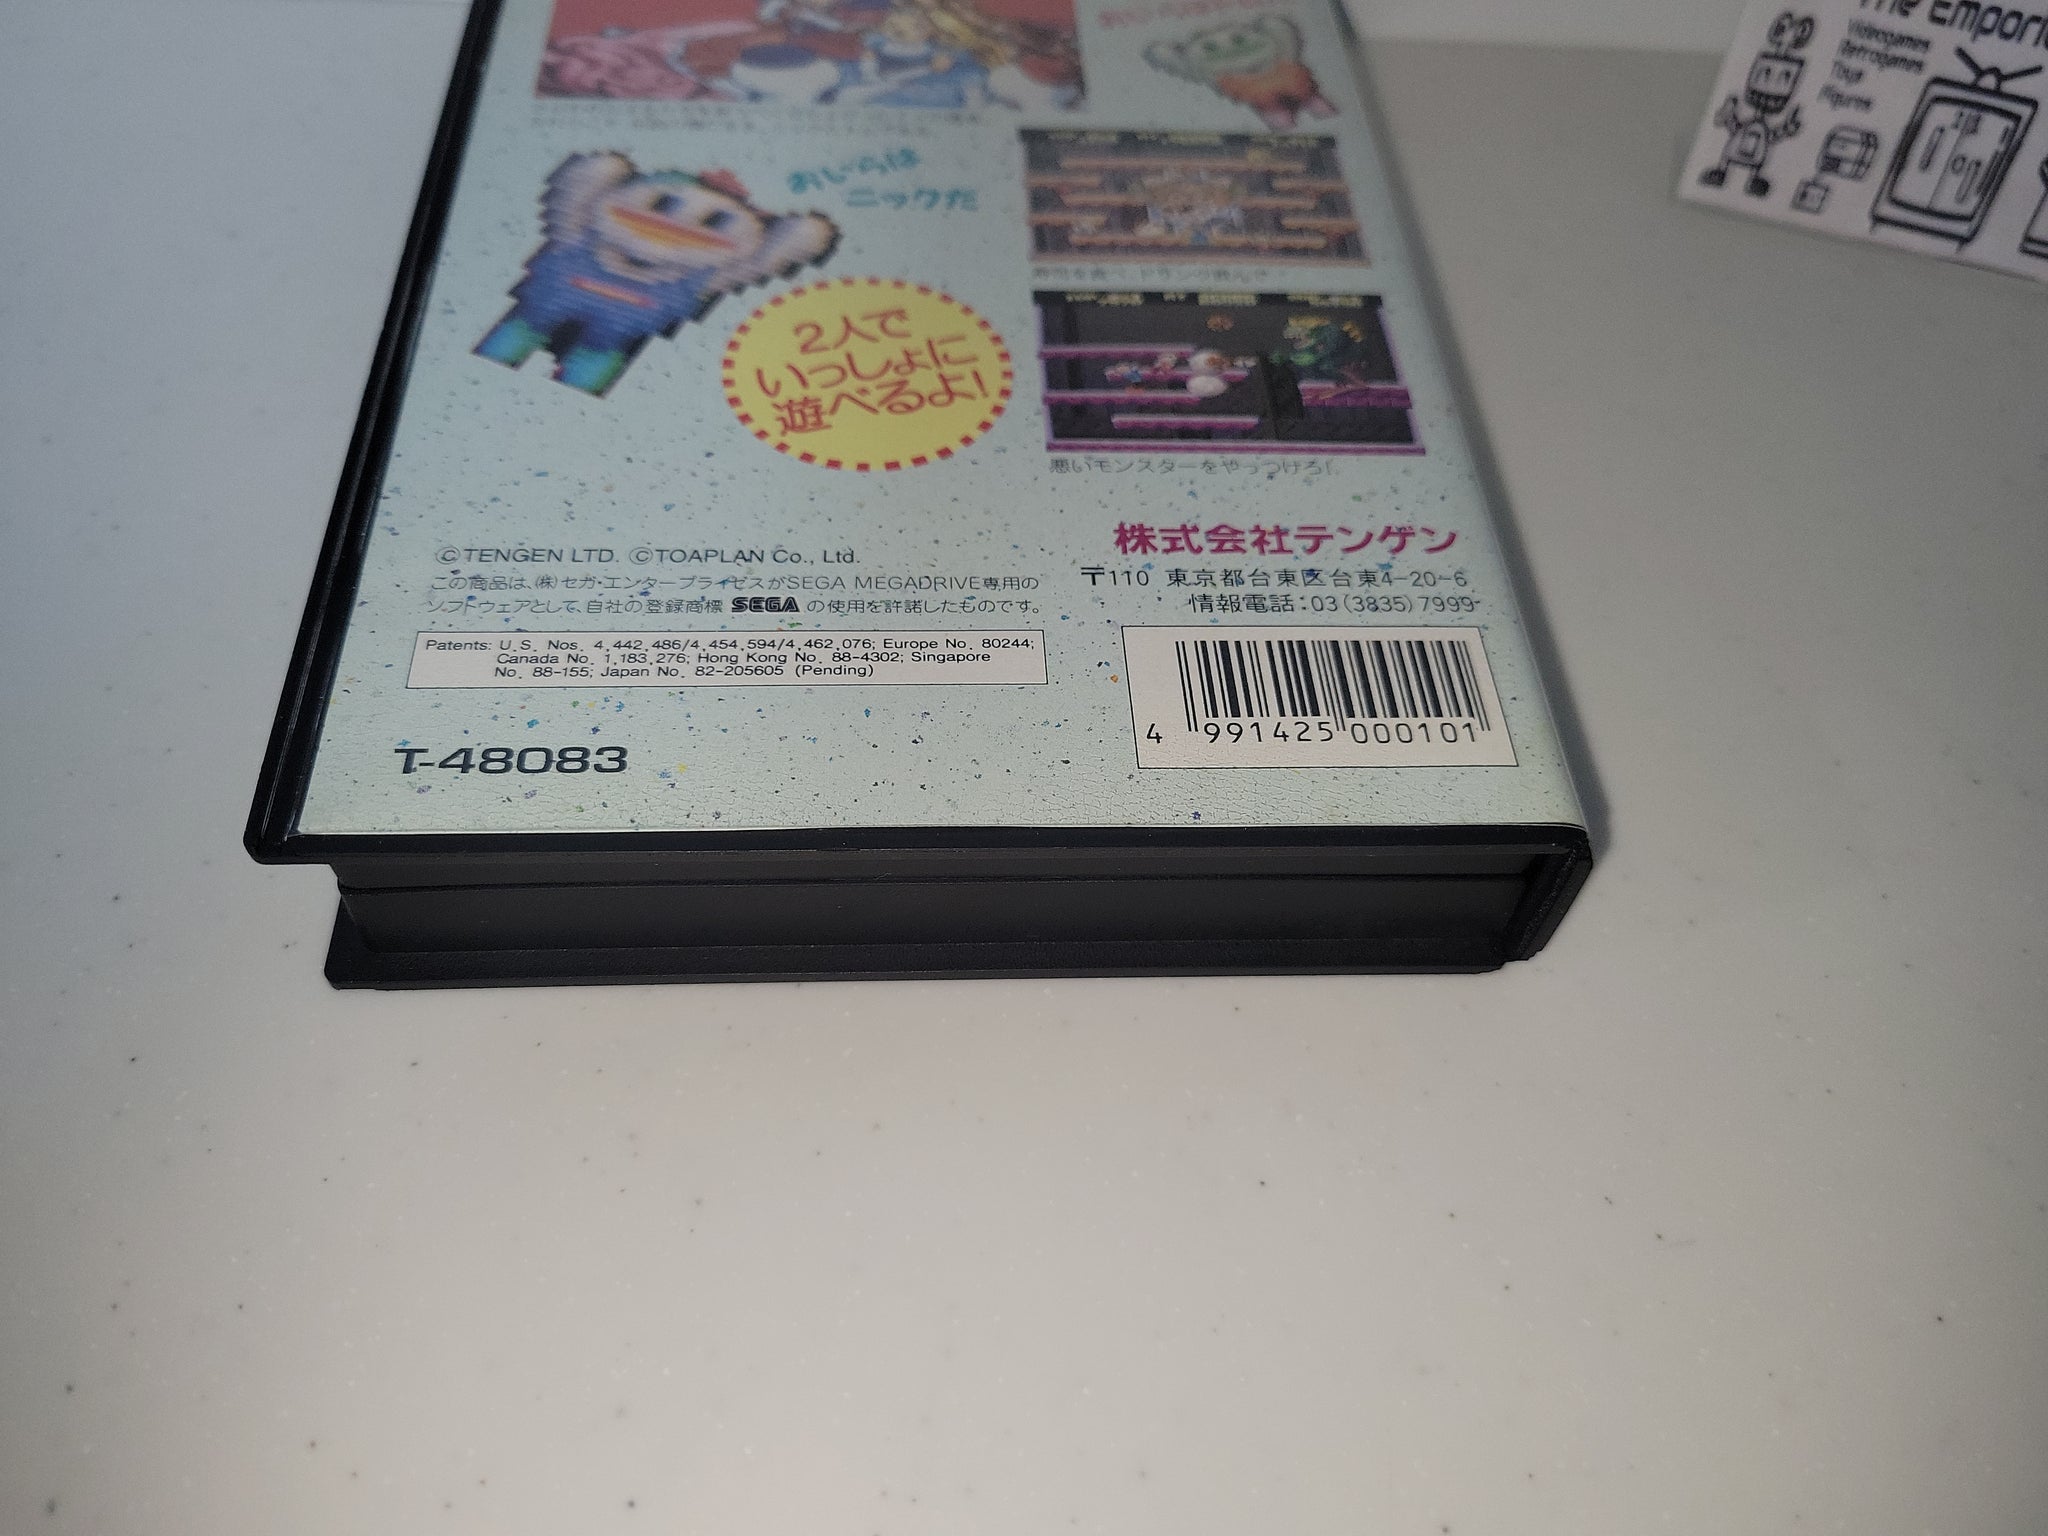 The Emporiu
Videogames
Retrogames
Toys
Figures
おいらは
ニックだ
2人で
いっしょに
遊べるよ!
悪いモンスターをやっつけろ!
©TENGEN LTD. ©TOAPLAN Co., Ltd.
この商品は、(株)セガ・エンタープライゼスがSEGA MEGADRIVE専用の
ソフトウェアとして、自社の登録商標 SEGA の使用を許諾したものです。
Patents: U.S. Nos. 4,442,486/4,454,594/4,462,076; Europe No. 80244;
Canada No. 1,183,276; Hong Kong No. 88-4302; Singapore
No. 88-155; Japan No. 82-205605 (Pending)
T-48083
株式会社テンゲン
〒110 東京都台東区台東4-20-6
情報電話:03(3835)7999
4 991425 000101